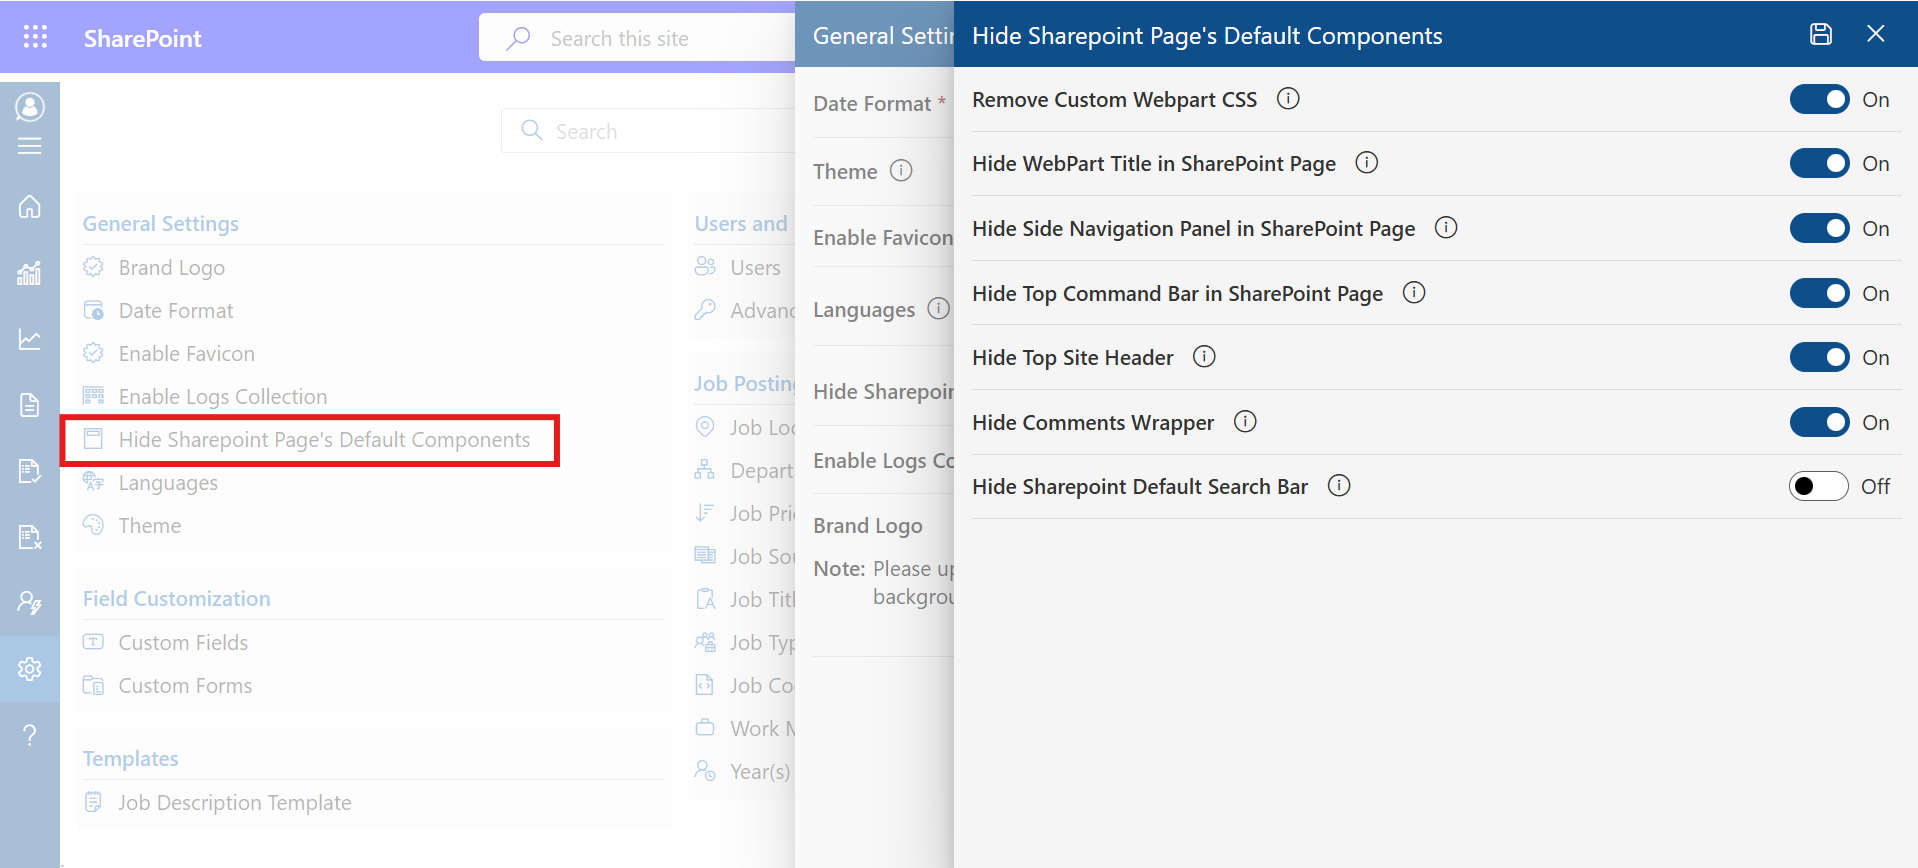 SharePoint
Search this site
Search
General Settings
Brand Logo
Date Format
Enable Favicon
Enable Logs Collection
Hide Sharepoint Page's Default Components
Languages
Theme
Field Customization
Custom Fields
Custom Forms
Templates
Job Description Template
Users and
Users
Advanc
Job Posting
Job Loc
Depart
Job Pri
Job Sou
Job Titl
Job Typ
Job Co
Work M
Year(s)
General Settin
Date Format *
Theme
Enable Favicon
Languages
Hide Sharepoin
Enable Logs Co
Brand Logo
Note: Please up
backgrou
Hide Sharepoint Page's Default Components
Remove Custom Webpart CSS On
Hide WebPart Title in SharePoint Page On
Hide Side Navigation Panel in SharePoint Page On
Hide Top Command Bar in SharePoint Page On
Hide Top Site Header On
Hide Comments Wrapper On
Hide Sharepoint Default Search Bar Off